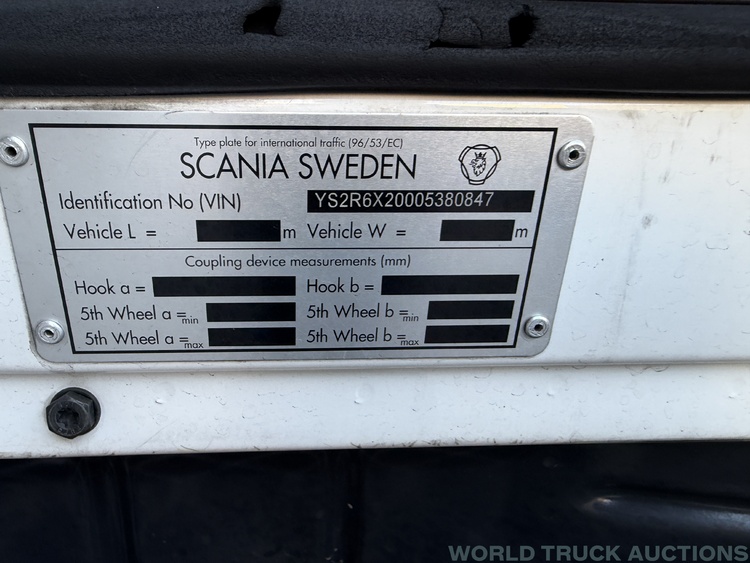 Type plate for international traffic (96/53/EC)
SCANIA SWEDEN
Identification No (VIN) YS2R6X20005380847
Vehicle L = m Vehicle W = m
Coupling device measurements (mm)
Hook a = Hook b =
5th Wheel a =min 5th Wheel b =min
5th Wheel a =max 5th Wheel b =max
WORLD TRUCK AUCTIONS